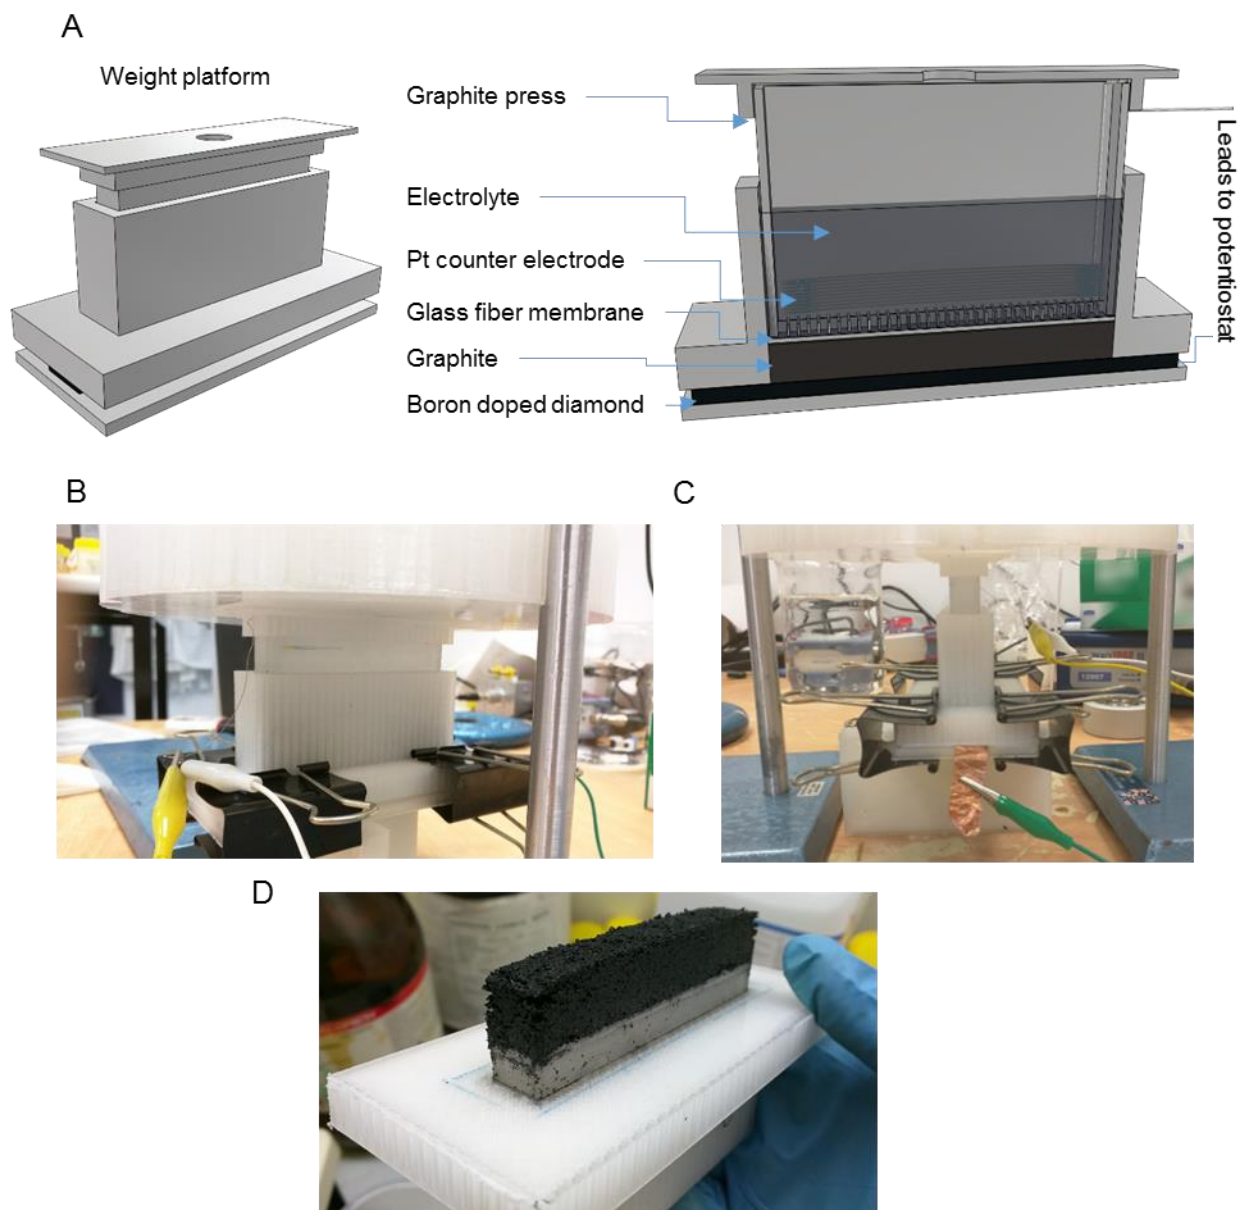 A
Weight platform
Graphite press
Electrolyte
Pt counter electrode
Glass fiber membrane
Graphite
Boron doped diamond
Leads to potentiostat
B
C
D